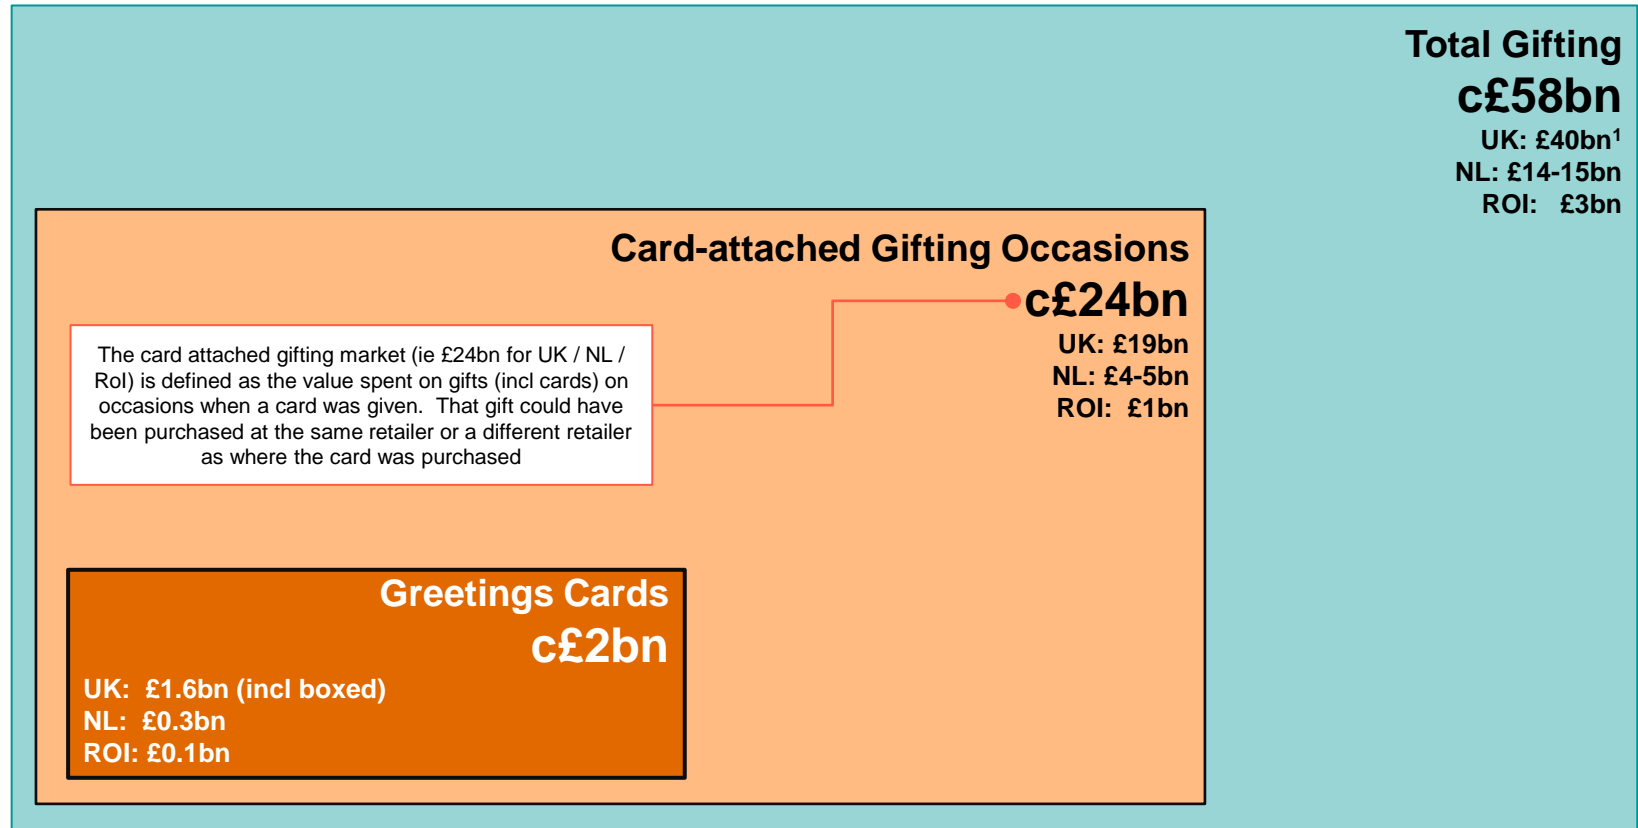 Total Gifting
c£58bn
UK: £40bn¹
NL: £14-15bn
ROI: £3bn
Card-attached Gifting Occasions
c£24bn
UK: £19bn
NL: £4-5bn
ROI: £1bn
The card attached gifting market (ie £24bn for UK / NL /
RoI) is defined as the value spent on gifts (incl cards) on
occasions when a card was given. That gift could have
been purchased at the same retailer or a different retailer
as where the card was purchased
Greetings Cards
c£2bn
UK: £1.6bn (incl boxed)
NL: £0.3bn
ROI: £0.1bn